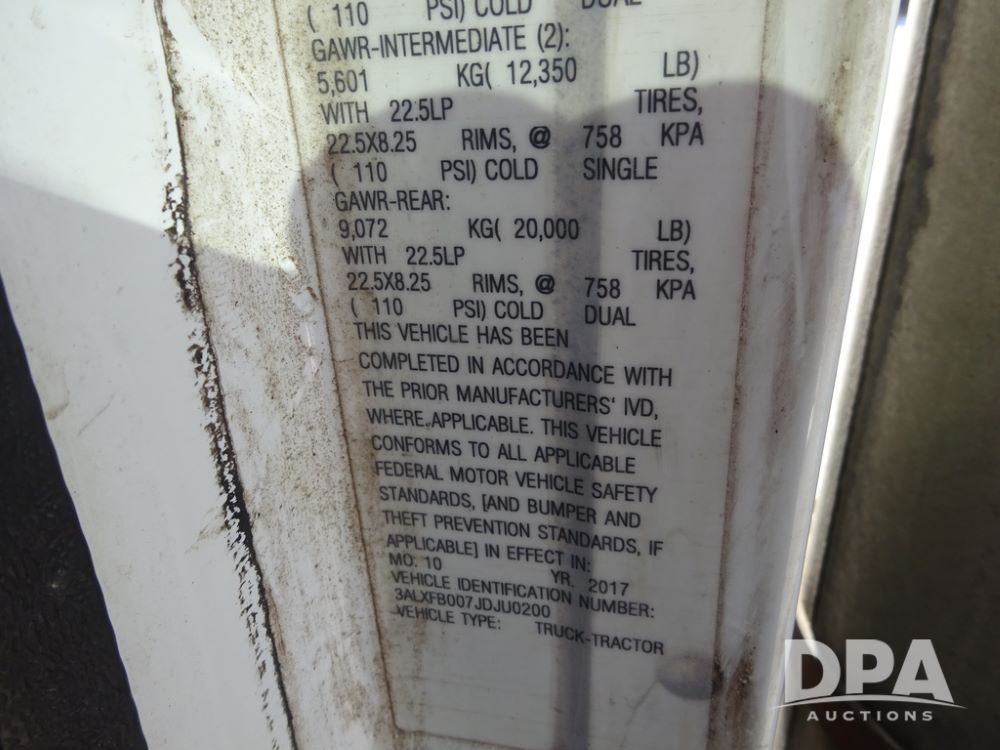 ( 110 PSI) COLD DUAL
GAWR-INTERMEDIATE (2):
5,601 KG( 12,350 LB)
WITH 22.5LP TIRES,
22.5X8.25 RIMS, @ 758 KPA
( 110 PSI) COLD SINGLE
GAWR-REAR:
9,072 KG( 20,000 LB)
WITH 22.5LP TIRES,
22.5X8.25 RIMS, @ 758 KPA
( 110 PSI) COLD DUAL
THIS VEHICLE HAS BEEN
COMPLETED IN ACCORDANCE WITH
THE PRIOR MANUFACTURERS' IVD,
WHERE APPLICABLE. THIS VEHICLE
CONFORMS TO ALL APPLICABLE
FEDERAL MOTOR VEHICLE SAFETY
STANDARDS, [AND BUMPER AND
THEFT PREVENTION STANDARDS, IF
APPLICABLE] IN EFFECT IN:
MO. 10 YR. 2017
VEHICLE IDENTIFICATION NUMBER:
3ALXFB007JDJU0200
VEHICLE TYPE: TRUCK-TRACTOR
DPA
AUCTIONS